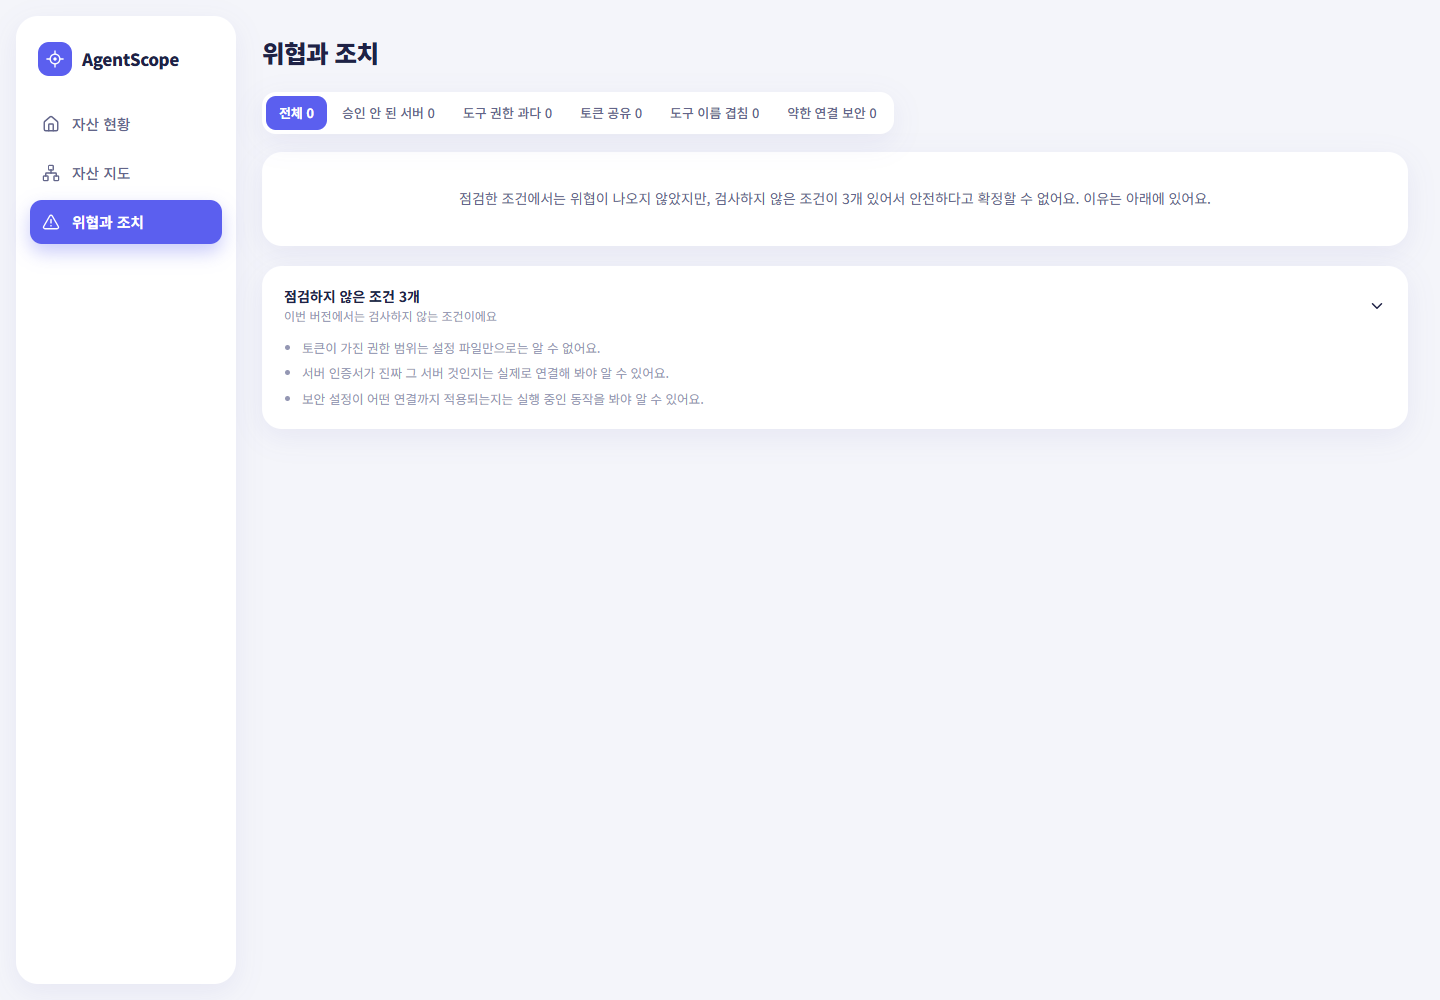 AgentScope
자산 현황
자산 지도
위협과 조치
위협과 조치
전체 0 승인 안 된 서버 0 도구 권한 과다 0 토큰 공유 0 도구 이름 겹침 0 약한 연결 보안 0
점검한 조건에서는 위협이 나오지 않았지만, 검사하지 않은 조건이 3개 있어서 안전하다고 확정할 수 없어요. 이유는 아래에 있어요.
점검하지 않은 조건 3개
이번 버전에서는 검사하지 않는 조건이에요
토큰이 가진 권한 범위는 설정 파일만으로는 알 수 없어요.
서버 인증서가 진짜 그 서버 것인지는 실제로 연결해 봐야 알 수 있어요.
보안 설정이 어떤 연결까지 적용되는지는 실행 중인 동작을 봐야 알 수 있어요.